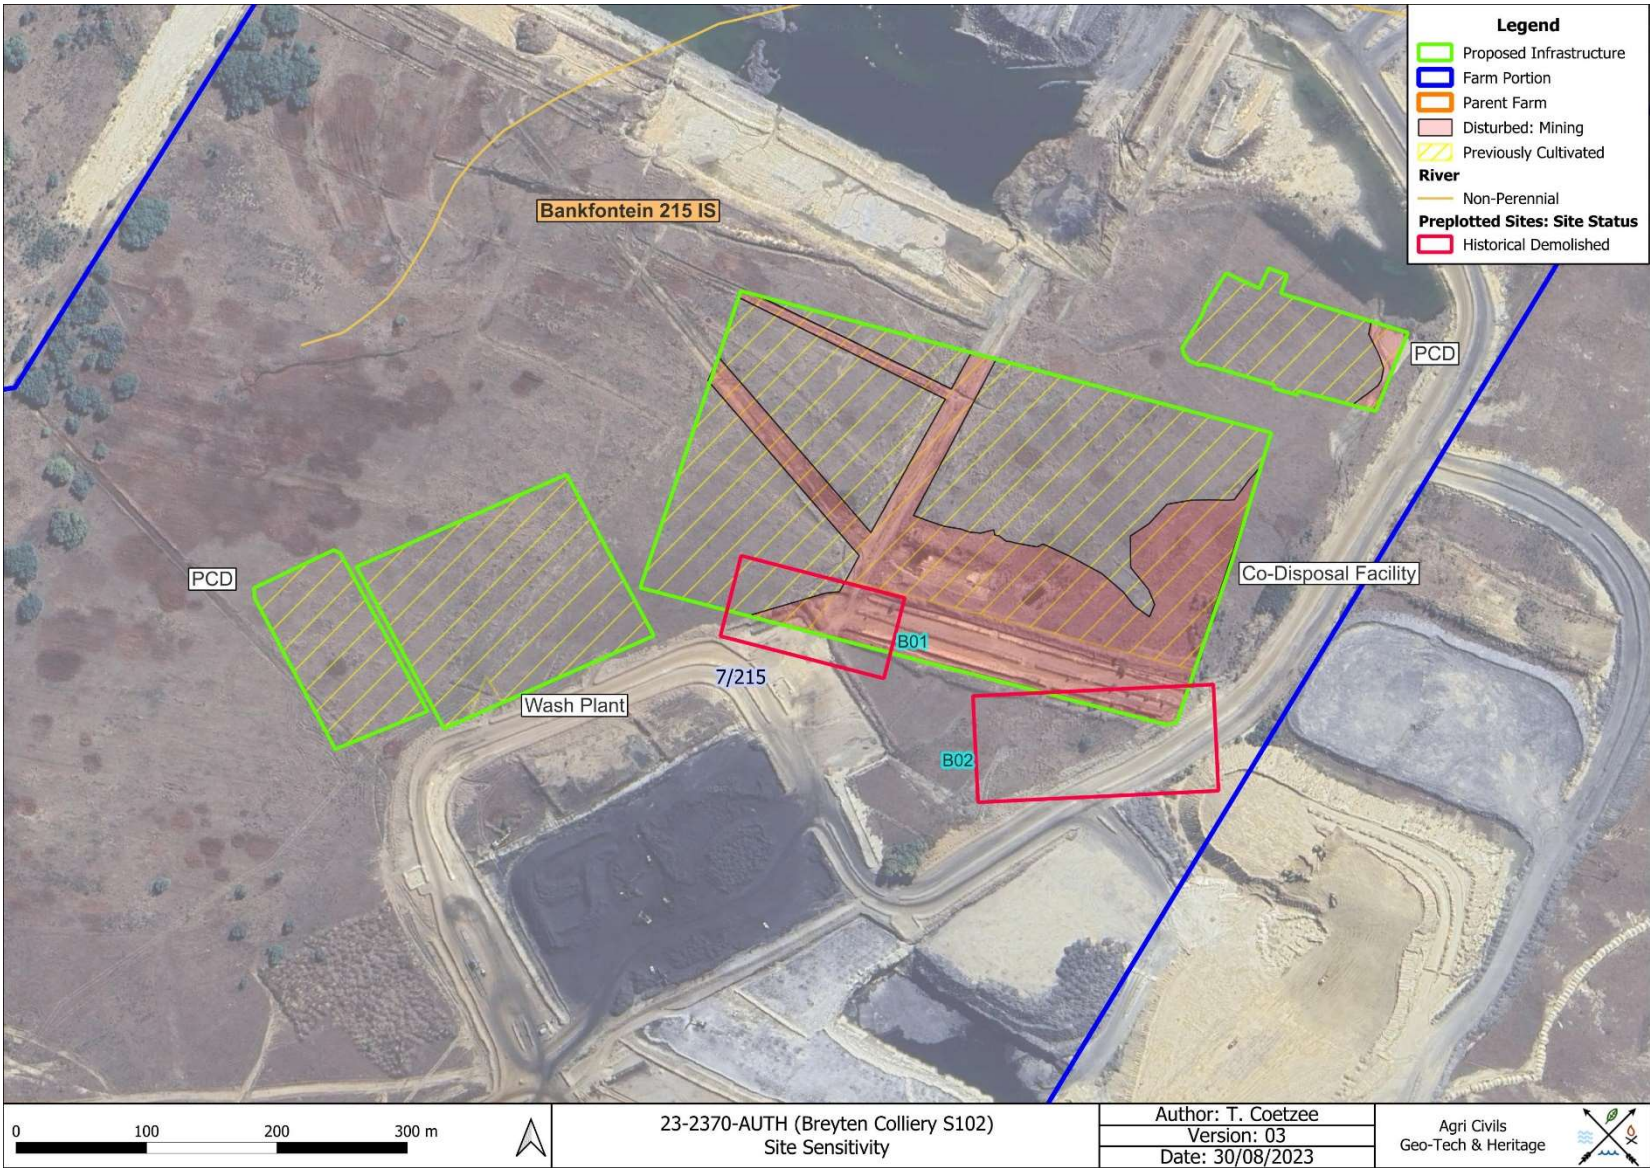 Legend
Proposed Infrastructure
Farm Portion
Parent Farm
Disturbed: Mining
Previously Cultivated
River
Non-Perennial
Preplotted Sites: Site Status
Historical Demolished
Bankfontein 215 IS
PCD
PCD
Co-Disposal Facility
B01
7/215
Wash Plant
B02
0 100 200 300 m
23-2370-AUTH (Breyten Colliery S102)
Site Sensitivity
Author: T. Coetzee
Version: 03
Date: 30/08/2023
Agri Civils
Geo-Tech & Heritage